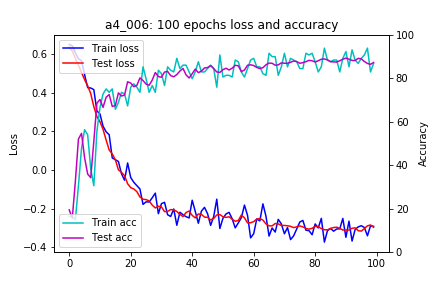 a4_006: 100 epochs loss and accuracy
Train loss
Test loss
Train acc
Test acc
Loss
Accuracy
0.6
0.4
0.2
0.0
−0.2
−0.4
100
80
60
40
20
0
0
20
40
60
80
100